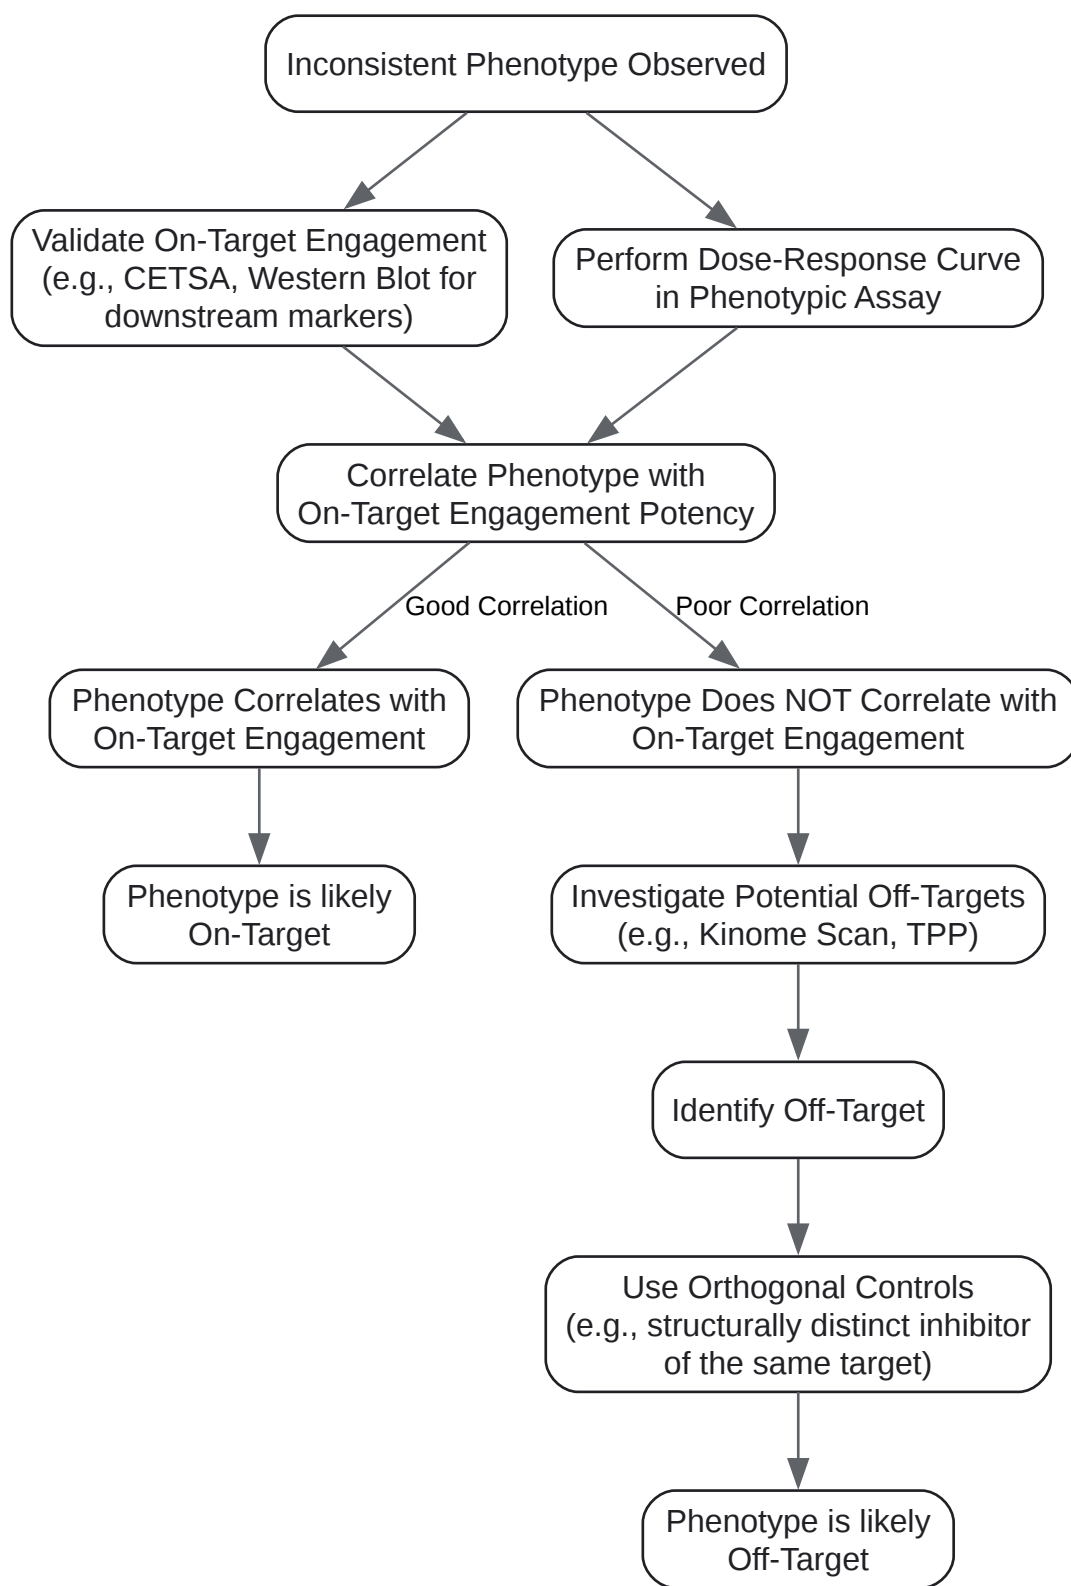 Inconsistent Phenotype Observed
Validate On-Target Engagement
(e.g., CETSA, Western Blot for
downstream markers)
Perform Dose-Response Curve
in Phenotypic Assay
Correlate Phenotype with
On-Target Engagement Potency
Good Correlation
Poor Correlation
Phenotype Correlates with
On-Target Engagement
Phenotype Does NOT Correlate with
On-Target Engagement
Phenotype is likely
On-Target
Investigate Potential Off-Targets
(e.g., Kinome Scan, TPP)
Identify Off-Target
Use Orthogonal Controls
(e.g., structurally distinct inhibitor
of the same target)
Phenotype is likely
Off-Target